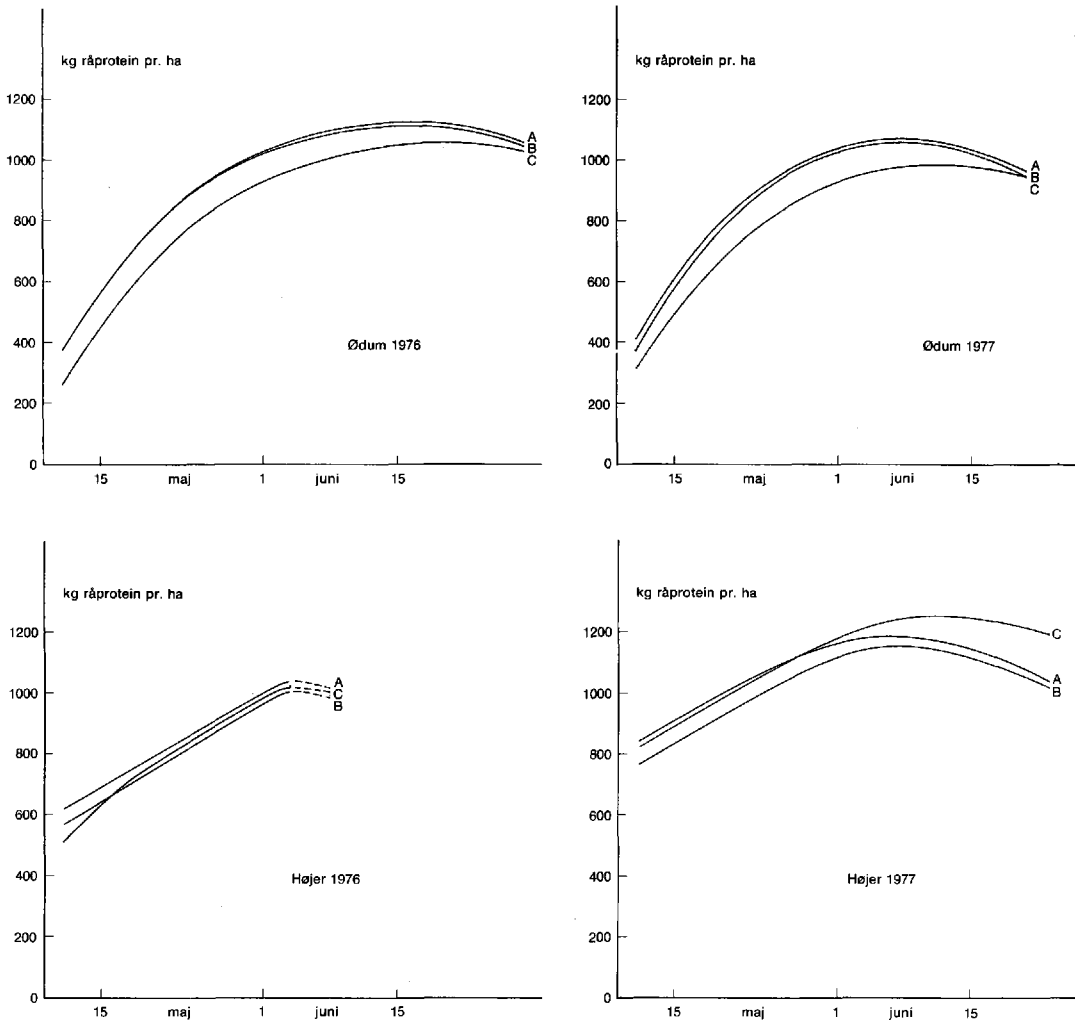 kg råprotein pr. ha
1200
1000
800
600
400
200
0
A
B
C
Ødum 1976
15 maj 1 juni 15
kg råprotein pr. ha
1200
1000
800
600
400
200
0
A
B
C
Ødum 1977
15 maj 1 juni 15
kg råprotein pr. ha
1200
1000
800
600
400
200
0
A
C
B
Højer 1976
15 maj 1 juni 15
kg råprotein pr. ha
1200
1000
800
600
400
200
0
C
A
B
Højer 1977
15 maj 1 juni 15